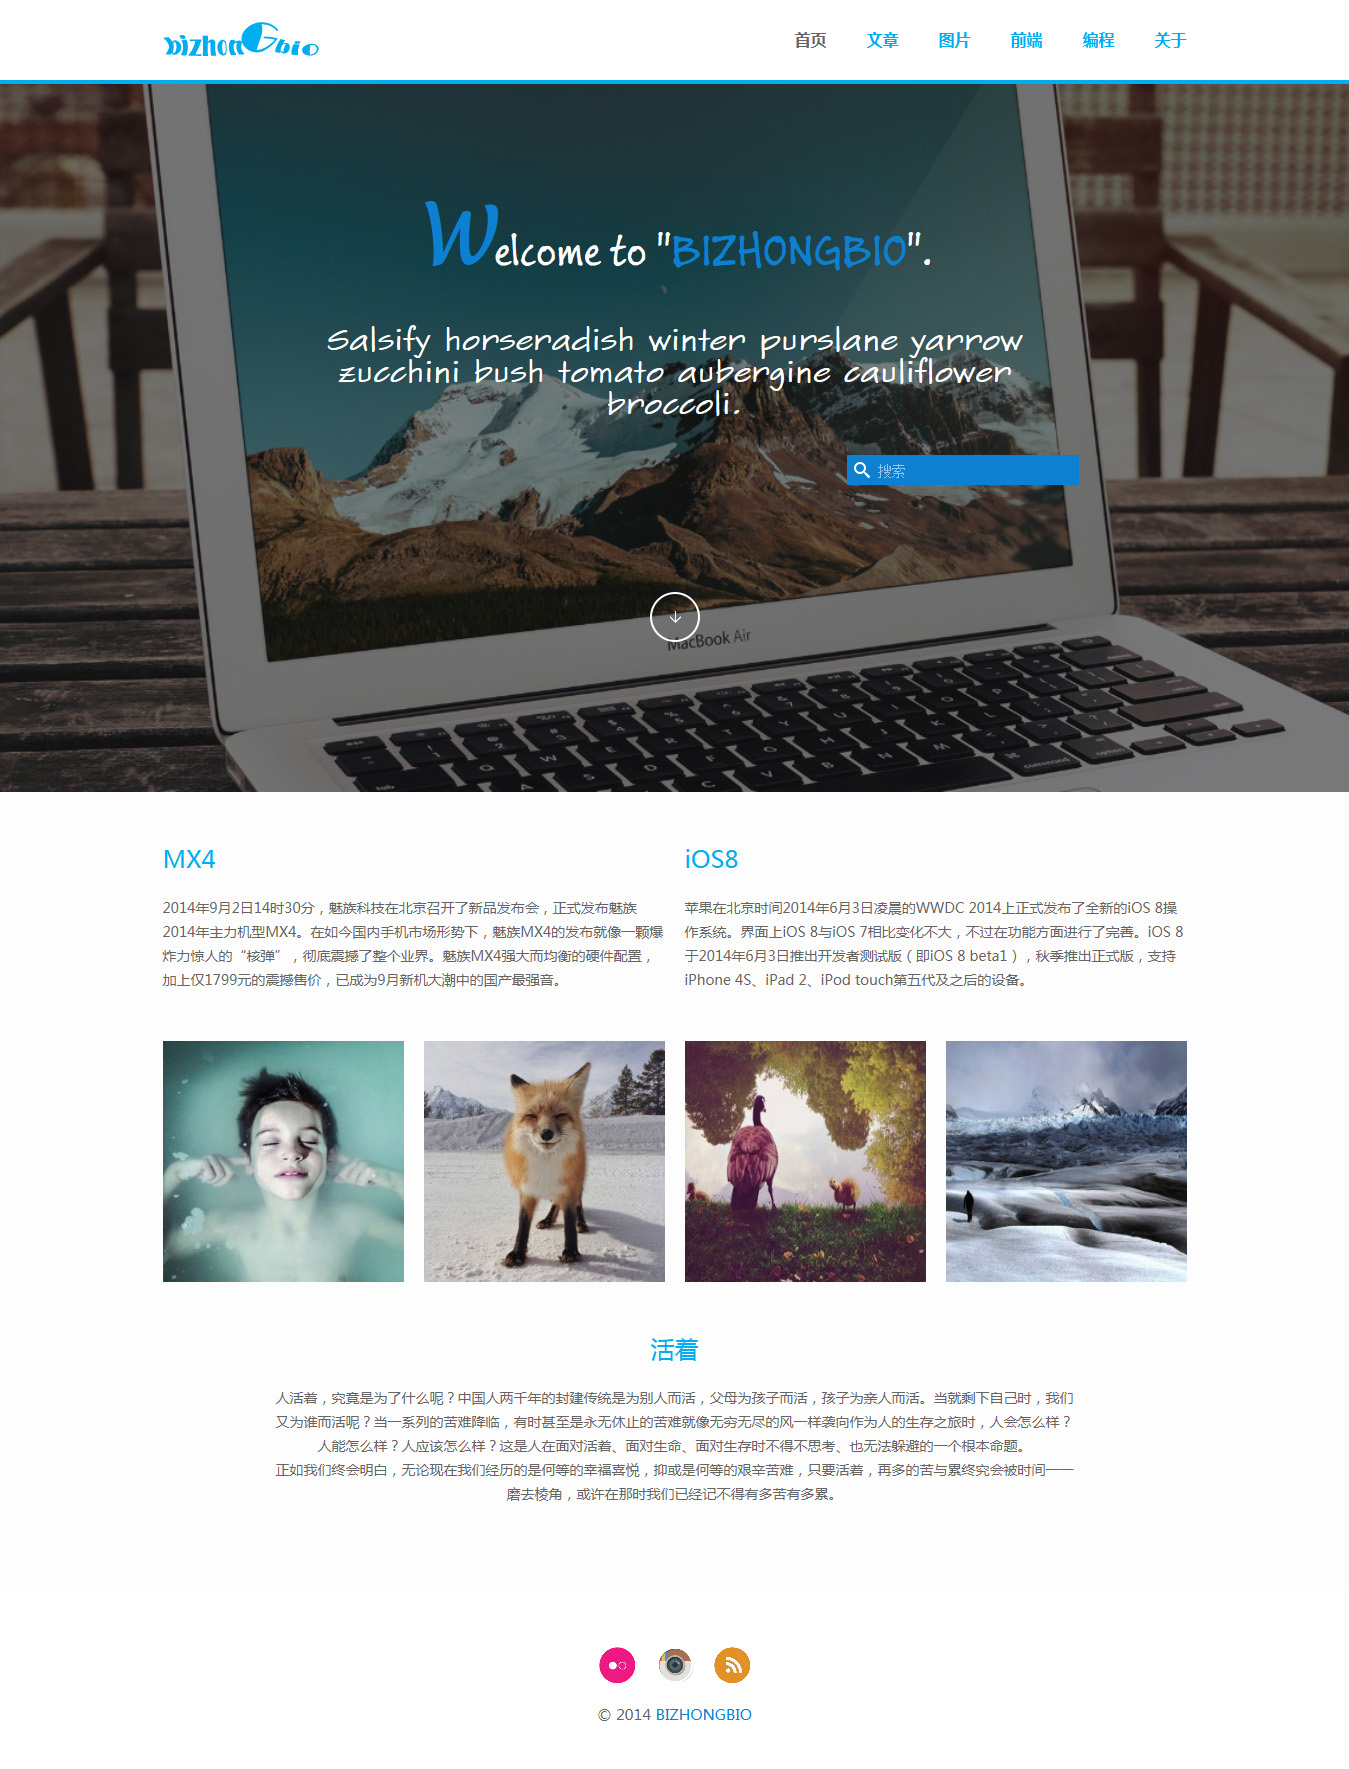 bizhongbio
首页 文章 图片 前端 编程 关于
Welcome to "BIZHONGBIO".
Salsify horseradish winter purslane yarrow
zucchini bush tomato aubergine cauliflower
broccoli.
搜索
MacBook Air
MX4
2014年9月2日14时30分，魅族科技在北京召开了新品发布会，正式发布魅族
2014年主力机型MX4。在如今国内手机市场形势下，魅族MX4的发布就像一颗爆
炸力惊人的“核弹”，彻底震撼了整个业界。魅族MX4强大而均衡的硬件配置，
加上仅1799元的震撼售价，已成为9月新机大潮中的国产最强音。
iOS8
苹果在北京时间2014年6月3日凌晨的WWDC 2014上正式发布了全新的iOS 8操
作系统。界面上iOS 8与iOS 7相比变化不大，不过在功能方面进行了完善。iOS 8
于2014年6月3日推出开发者测试版（即iOS 8 beta1），秋季推出正式版，支持
iPhone 4S、iPad 2、iPod touch第五代及之后的设备。
活着
人活着，究竟是为了什么呢？中国人两千年的封建传统是为别人而活，父母为孩子而活，孩子为亲人而活。当就剩下自己时，我们
又为谁而活呢？当一系列的苦难降临，有时甚至是永无休止的苦难就像无穷无尽的风一样袭向作为人的生存之旅时，人会怎么样？
人能怎么样？人应该怎么样？这是人在面对活着、面对生命、面对生存时不得不思考、也无法躲避的一个根本命题。
正如我们终会明白，无论现在我们经历的是何等的幸福喜悦，抑或是何等的艰辛苦难，只要活着，再多的苦与累终究会被时间一一
磨去棱角，或许在那时我们已经记不得有多苦有多累。
© 2014 BIZHONGBIO